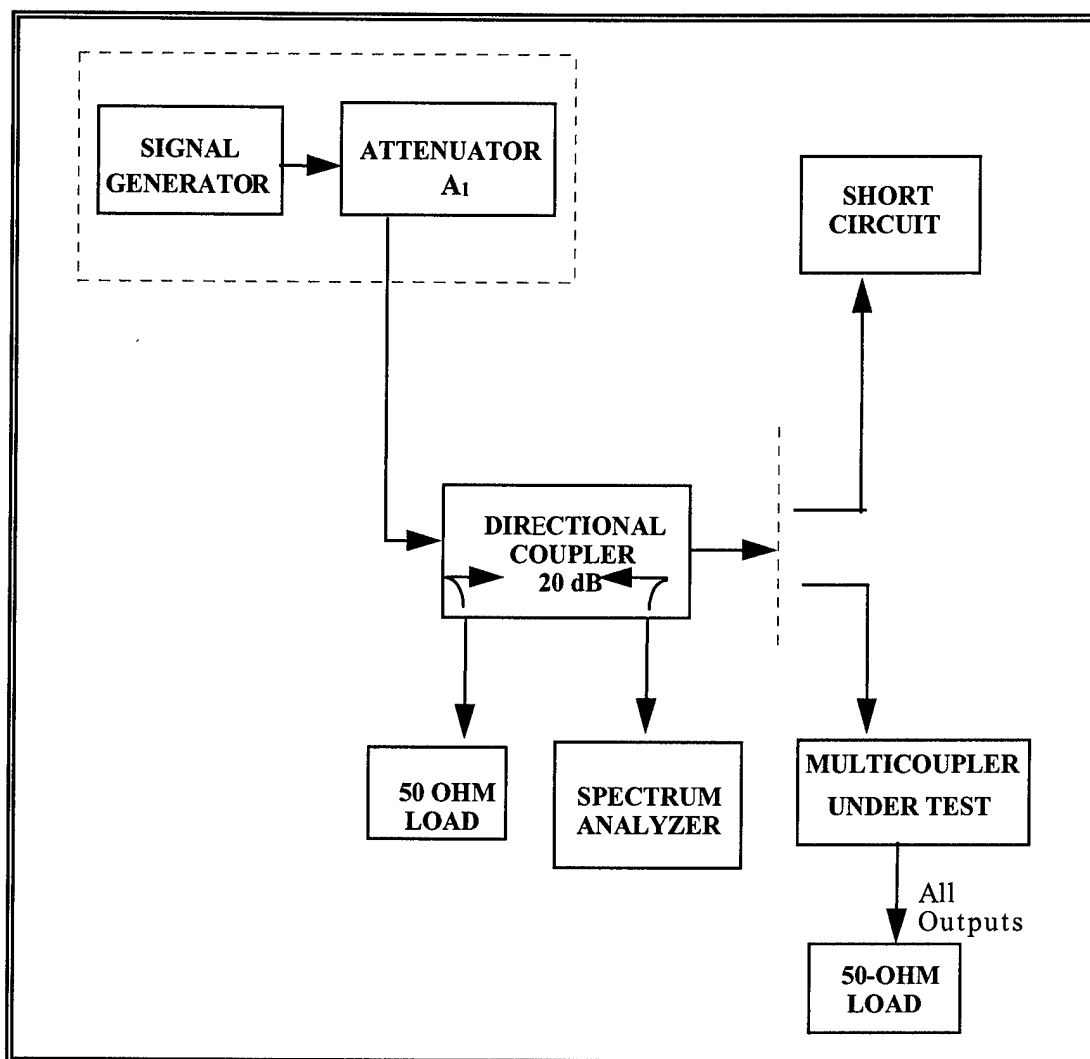 SIGNAL
GENERATOR
ATTENUATOR
A1
SHORT
CIRCUIT
DIRECTIONAL
COUPLER
20 dB
50 OHM
LOAD
SPECTRUM
ANALYZER
MULTICOUPLER
UNDER TEST
All
Outputs
50-OHM
LOAD